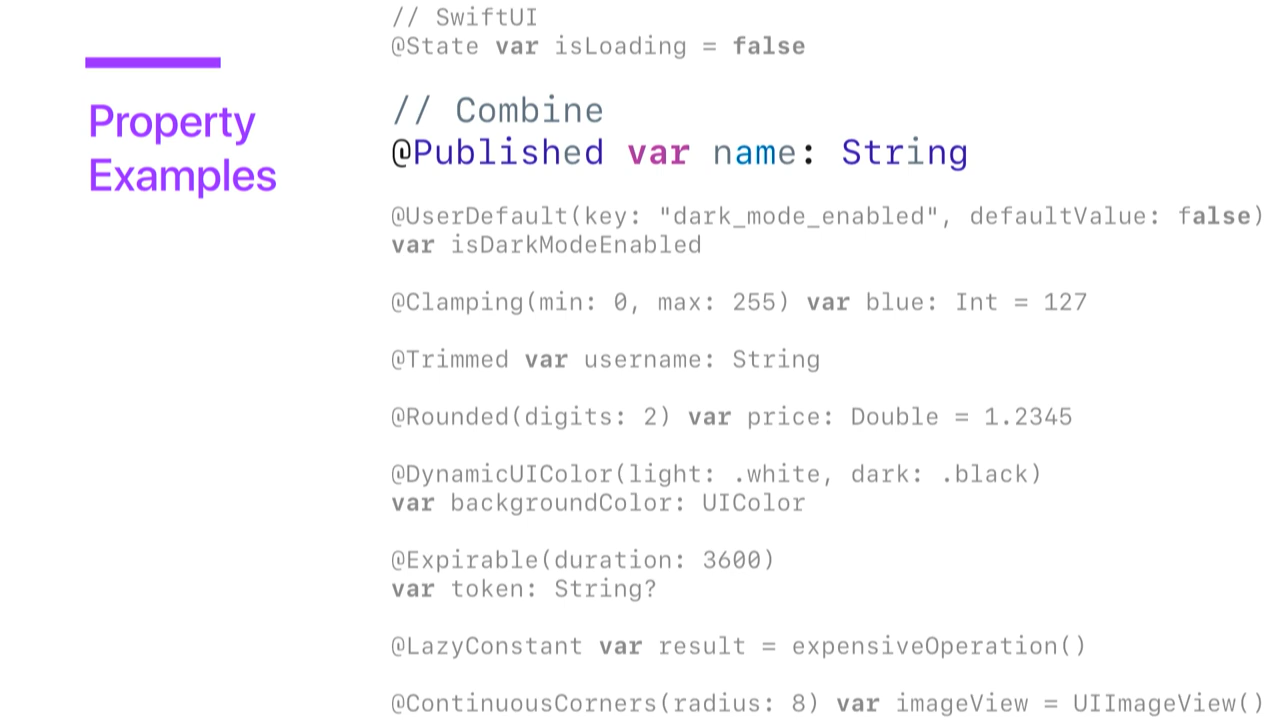 Property
Examples
// SwiftUI
@State var isLoading = false
// Combine
@Published var name: String
@UserDefault(key: "dark_mode_enabled", defaultValue: false)
var isDarkModeEnabled
@Clamping(min: 0, max: 255) var blue: Int = 127
@Trimmed var username: String
@Rounded(digits: 2) var price: Double = 1.2345
@DynamicUIColor(light: .white, dark: .black)
var backgroundColor: UIColor
@Expirable(duration: 3600)
var token: String?
@LazyConstant var result = expensiveOperation()
@ContinuousCorners(radius: 8) var imageView = UIImageView()